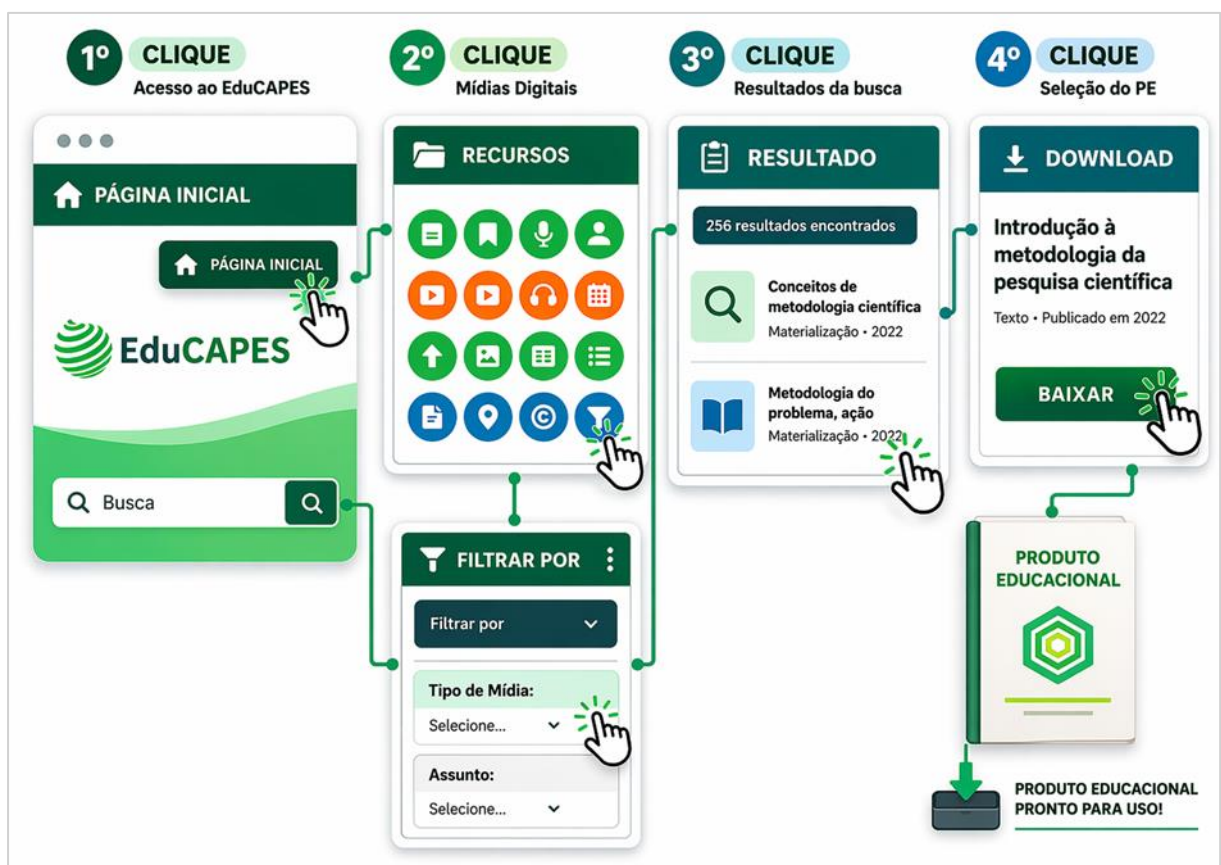 1º CLIQUE
Acesso ao EduCAPES
PÁGINA INICIAL
PÁGINA INICIAL
EduCAPES
Busca
2º CLIQUE
Mídias Digitais
RECURSOS
FILTRAR POR
Filtrar por
Tipo de Mídia:
Selecione...
Assunto:
Selecione...
3º CLIQUE
Resultados da busca
RESULTADO
256 resultados encontrados
Conceitos de
metodologia científica
Materialização • 2022
Metodologia do
problema, ação
Materialização • 2022
4º CLIQUE
Seleção do PE
DOWNLOAD
Introdução à
metodologia da
pesquisa científica
Texto • Publicado em 2022
BAIXAR
PRODUTO
EDUCACIONAL
PRODUTO EDUCACIONAL
PRONTO PARA USO!